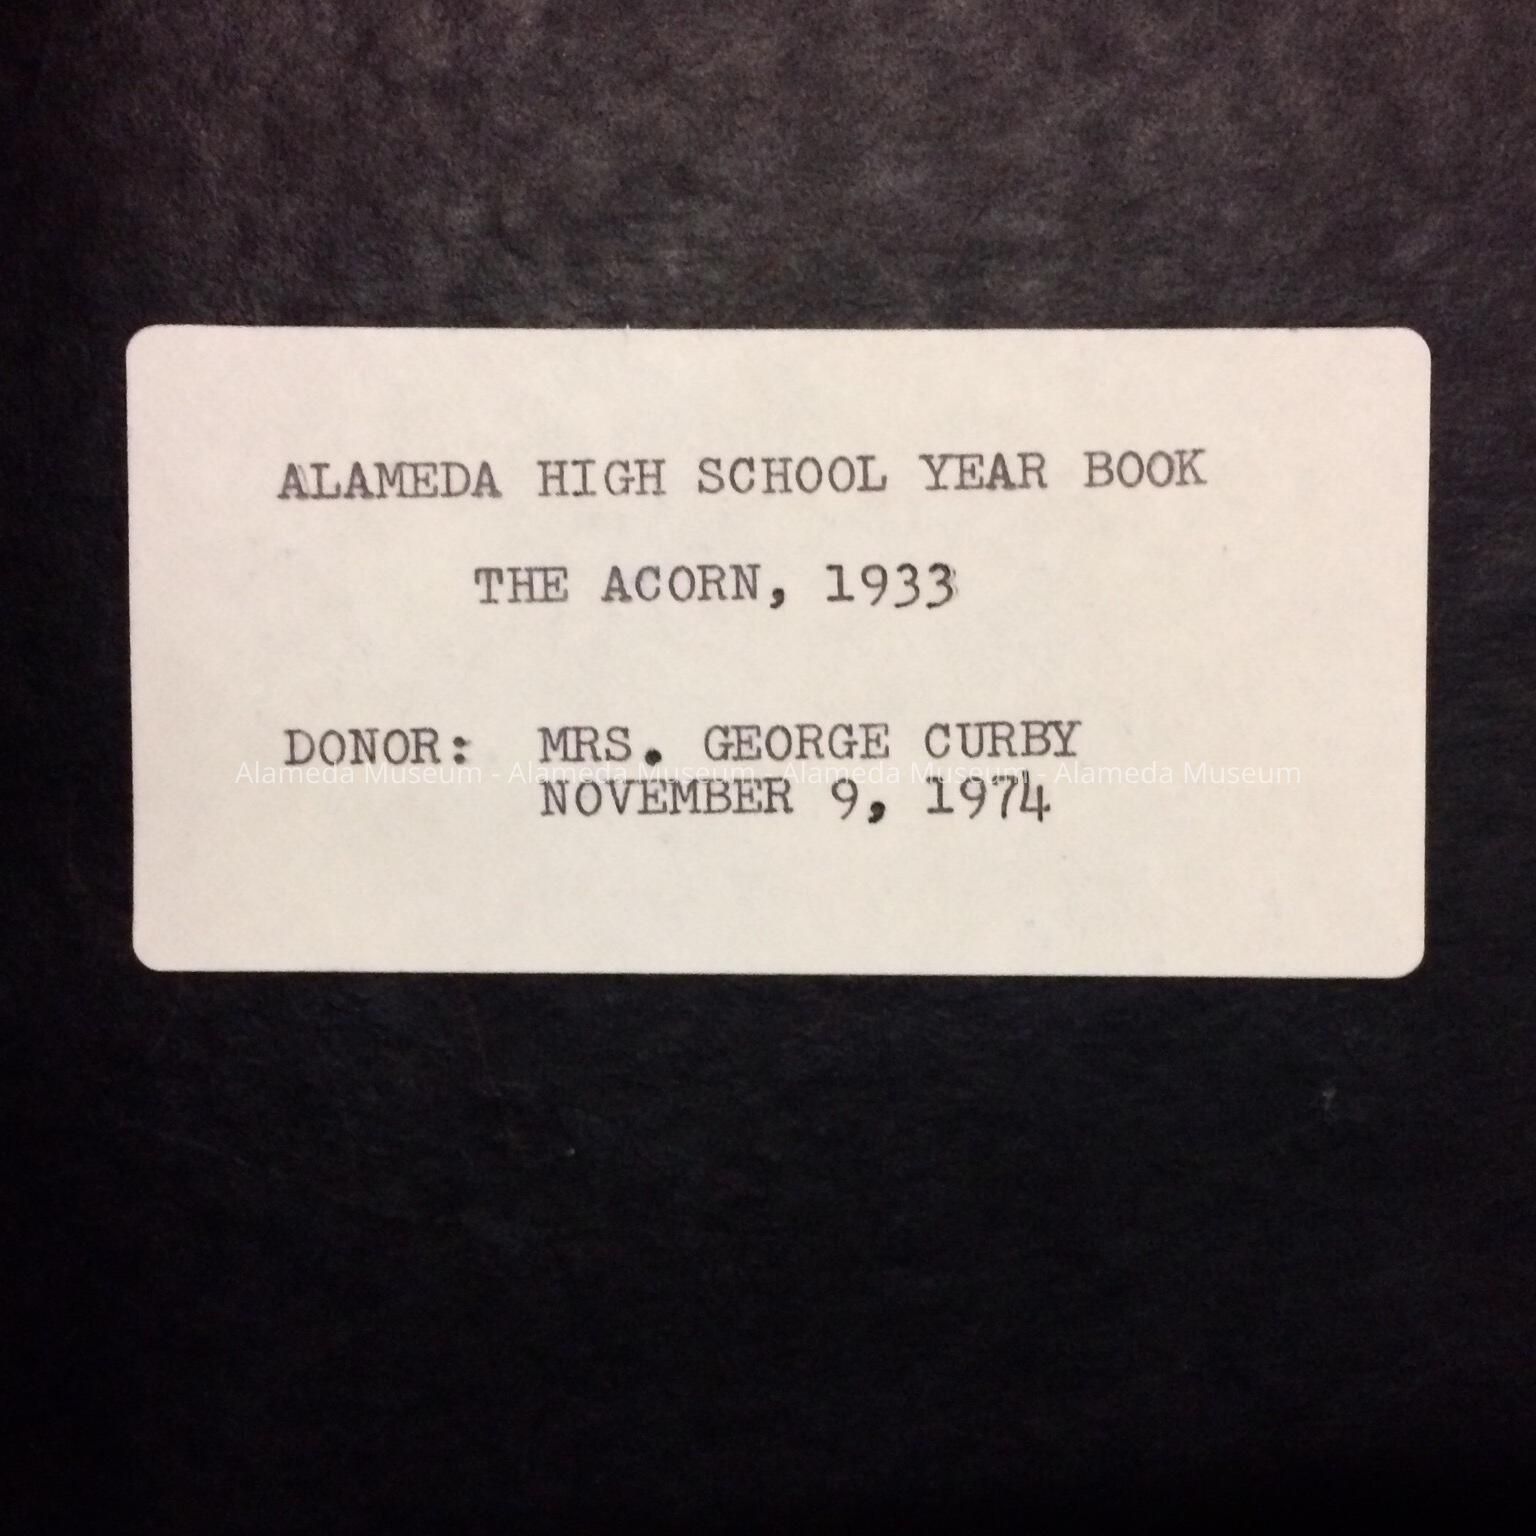 ALAMEDA HIGH SCHOOL YEAR BOOK
THE ACORN, 1933
DONOR: MRS. GEORGE CURBY
Alameda Museum - Alameda Museum - Alameda Museum - Alameda Museum
NOVEMBER 9, 1974